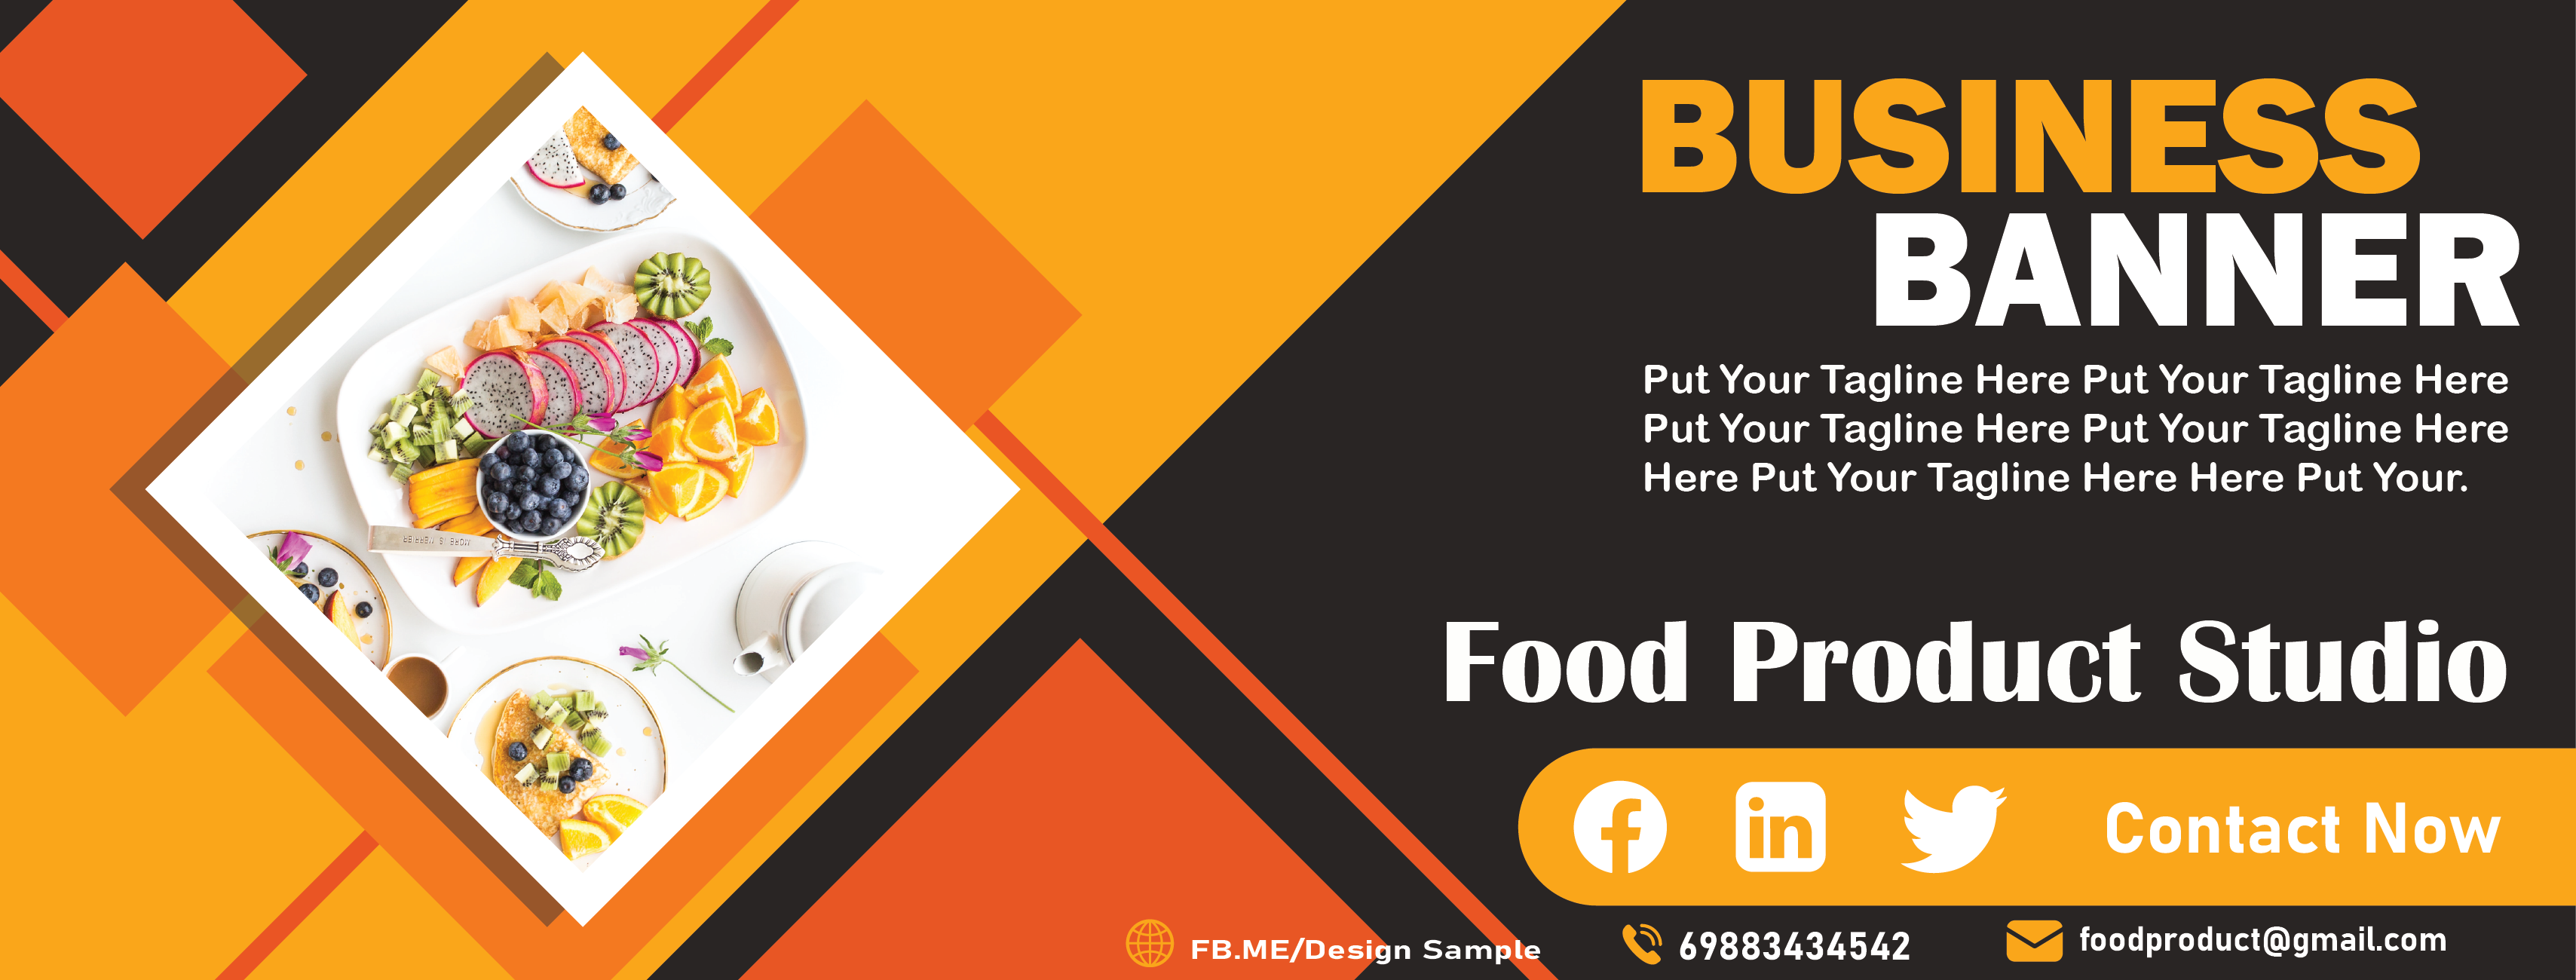 BUSINESS
BANNER
Put Your Tagline Here Put Your Tagline Here
Put Your Tagline Here Put Your Tagline Here
Here Put Your Tagline Here Here Put Your.
Food Product Studio
Contact Now
FB.ME/Design Sample
69883434542
foodproduct@gmail.com